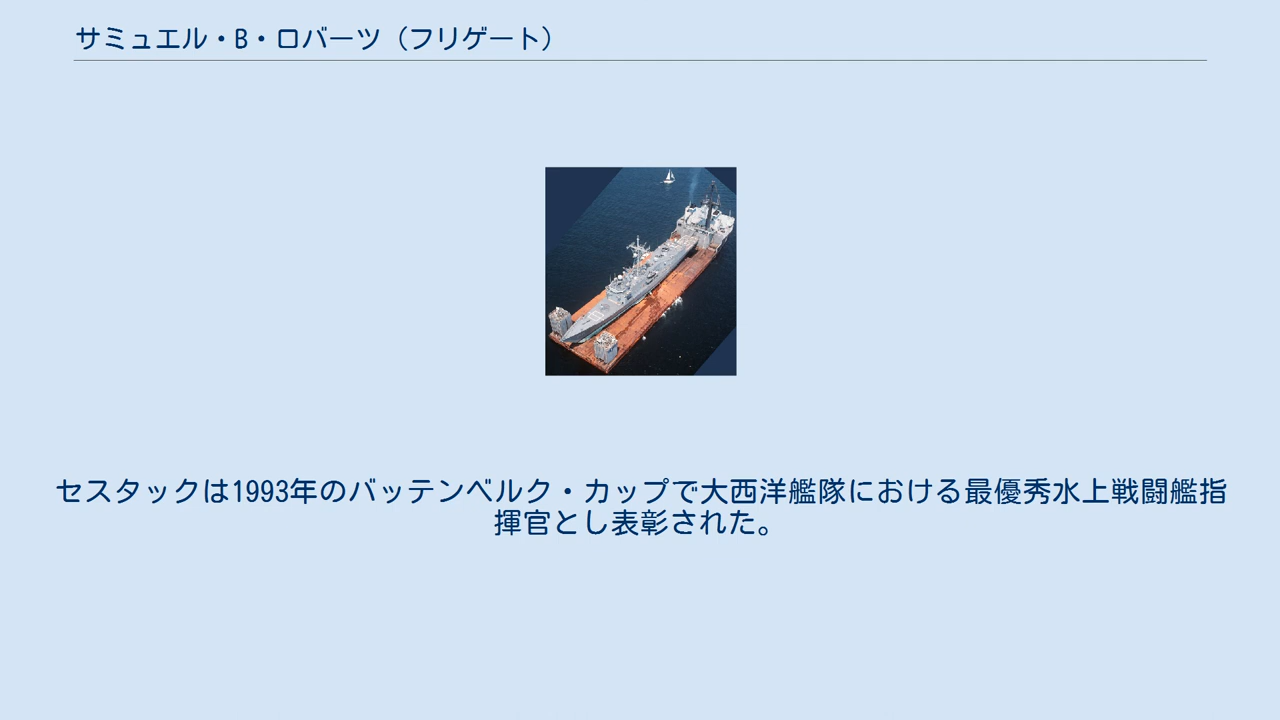 サミュエル・B・ロバーツ（フリゲート）
セスタックは1993年のバッテンベルク・カップで大西洋艦隊における最優秀水上戦闘艦指
揮官とし表彰された。